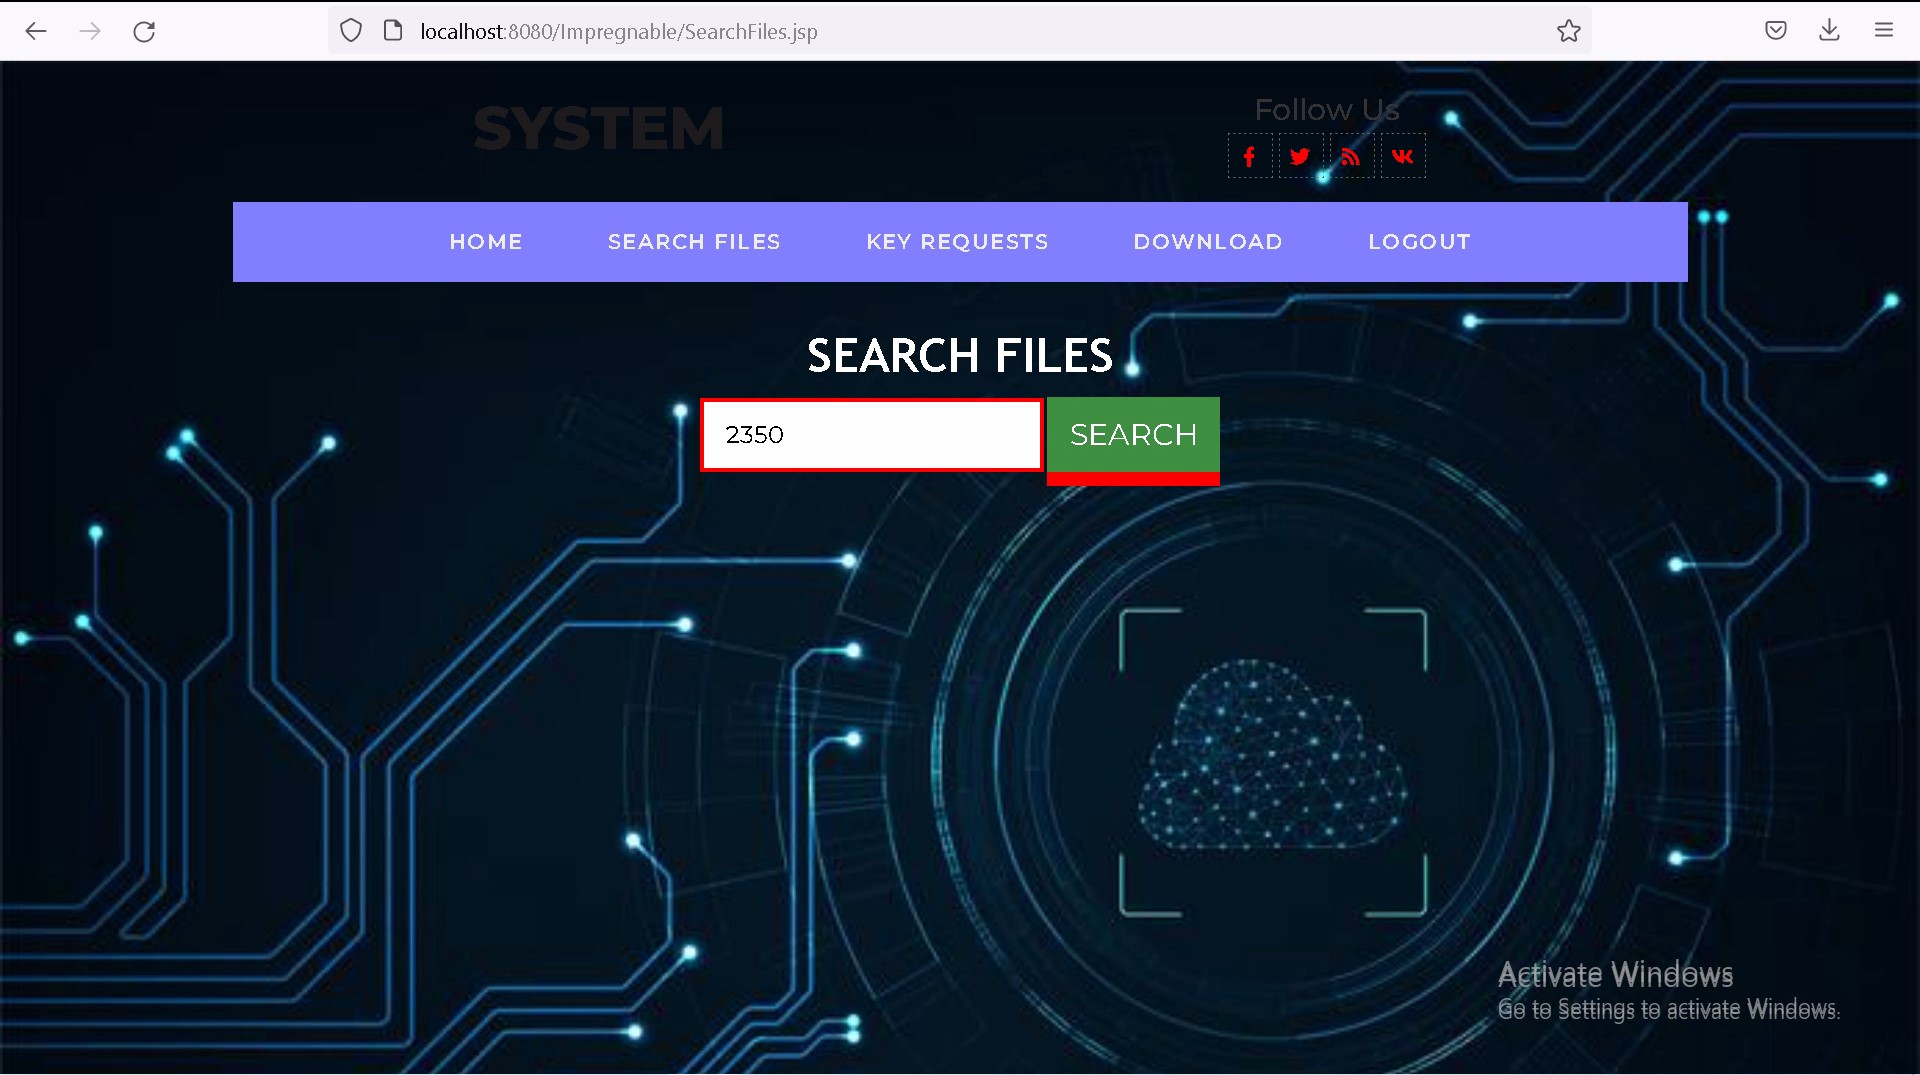 localhost:8080/Impregnable/SearchFiles.jsp
SYSTEM
Follow Us
HOME SEARCH FILES KEY REQUESTS DOWNLOAD LOGOUT
SEARCH FILES
2350 SEARCH
Activate Windows
Go to Settings to activate Windows.